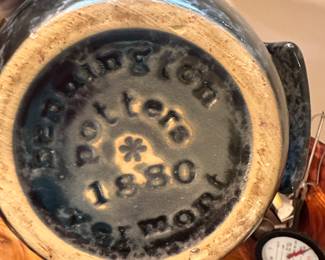 bennington
potters
*
1880
Vermont